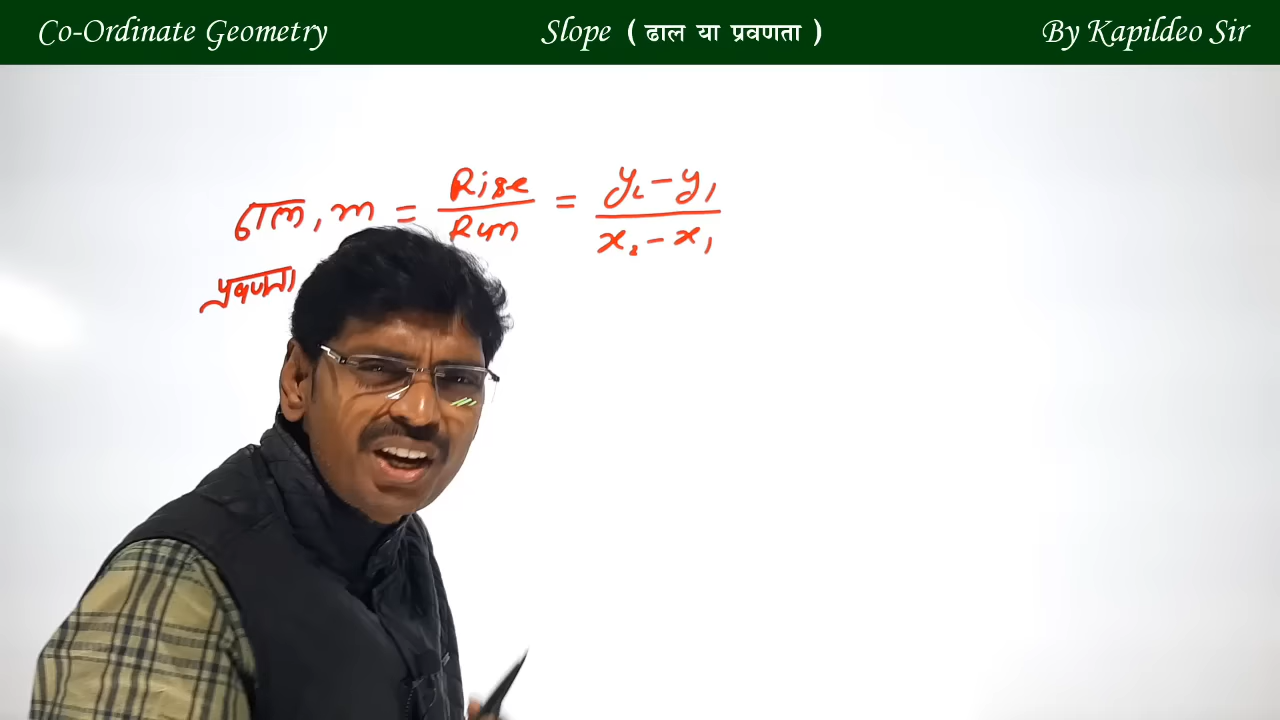 Co-Ordinate Geometry Slope ( ढाल या प्रवणता ) By Kapildeo Sir
ढाल, m = Rise / Run = y₂ - y₁ / x₂ - x₁
प्रवणता